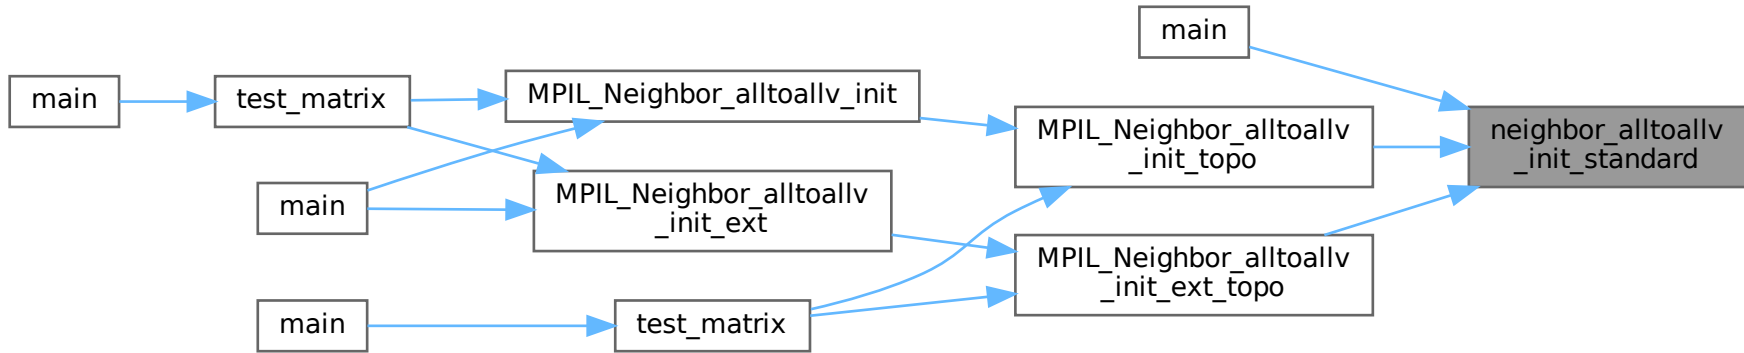 main
main
test_matrix
MPIL_Neighbor_alltoallv_init
MPIL_Neighbor_alltoallv
_init_topo
neighbor_alltoallv
_init_standard
main
MPIL_Neighbor_alltoallv
_init_ext
MPIL_Neighbor_alltoallv
_init_ext_topo
main
test_matrix